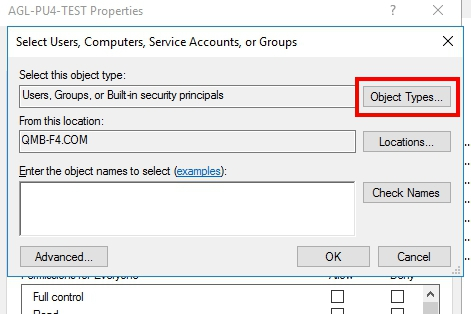 AGL-PU4-TEST Properties
Select Users, Computers, Service Accounts, or Groups
Select this object type:
Users, Groups, or Built-in security principals
Object Types...
From this location:
QMB-F4.COM
Locations...
Enter the object names to select (examples):
Check Names
Advanced...
OK
Cancel
Permissions for Everyone
Allow
Deny
Full control
Read